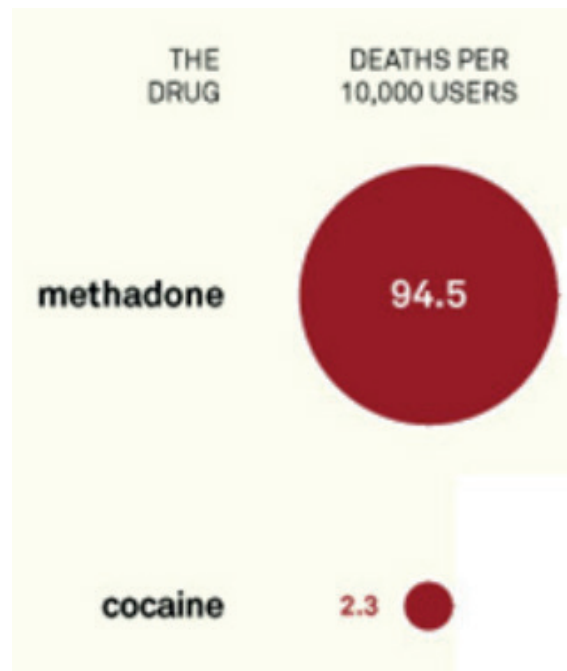 THE
DRUG
DEATHS PER
10,000 USERS
methadone
94.5
cocaine
2.3